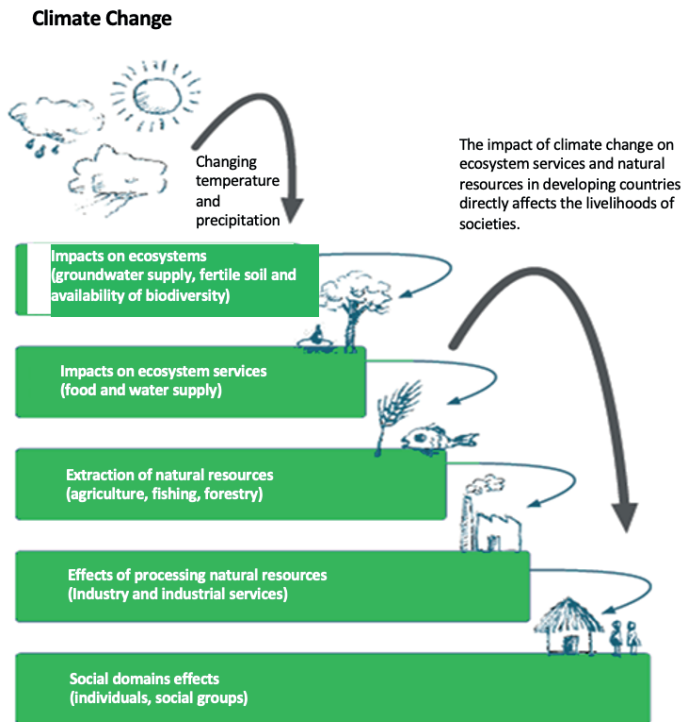 Climate Change
Changing
temperature
and
precipitation
The impact of climate change on
ecosystem services and natural
resources in developing countries
directly affects the livelihoods of
societies.
Impacts on ecosystems
(groundwater supply, fertile soil and
availability of biodiversity)
Impacts on ecosystem services
(food and water supply)
Extraction of natural resources
(agriculture, fishing, forestry)
Effects of processing natural resources
(Industry and industrial services)
Social domains effects
(individuals, social groups)